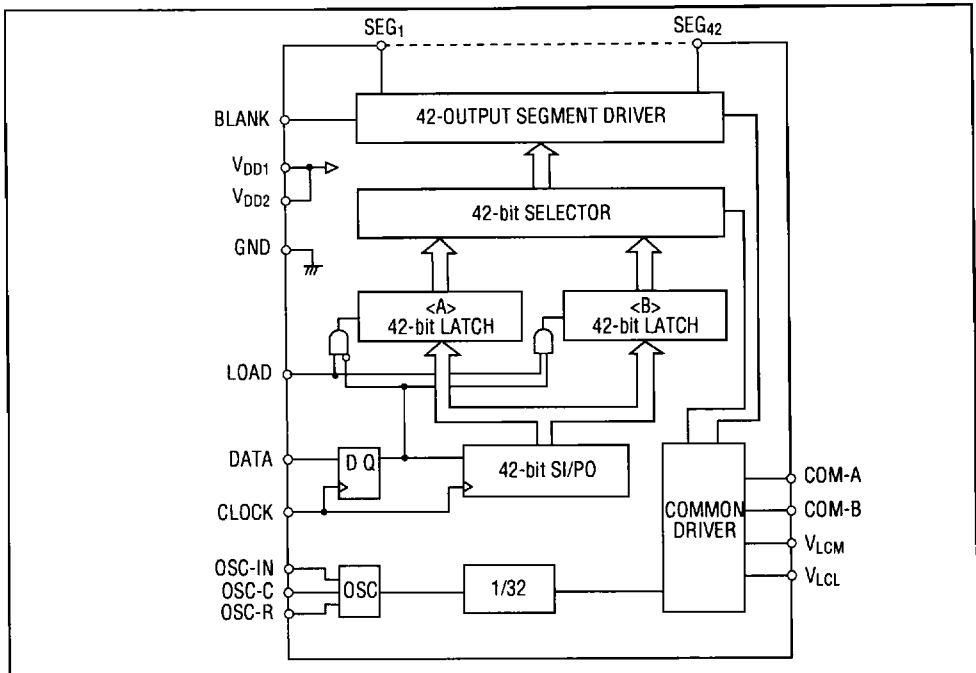 SEG1 SEG42
BLANK
42-OUTPUT SEGMENT DRIVER
VDD1
VDD2
42-bit SELECTOR
GND
<A>
42-bit LATCH
<B>
42-bit LATCH
LOAD
DATA
D Q
42-bit SI/PO
CLOCK
COMMON
DRIVER
COM-A
COM-B
VLCM
VLCL
OSC-IN
OSC-C
OSC-R
OSC
1/32